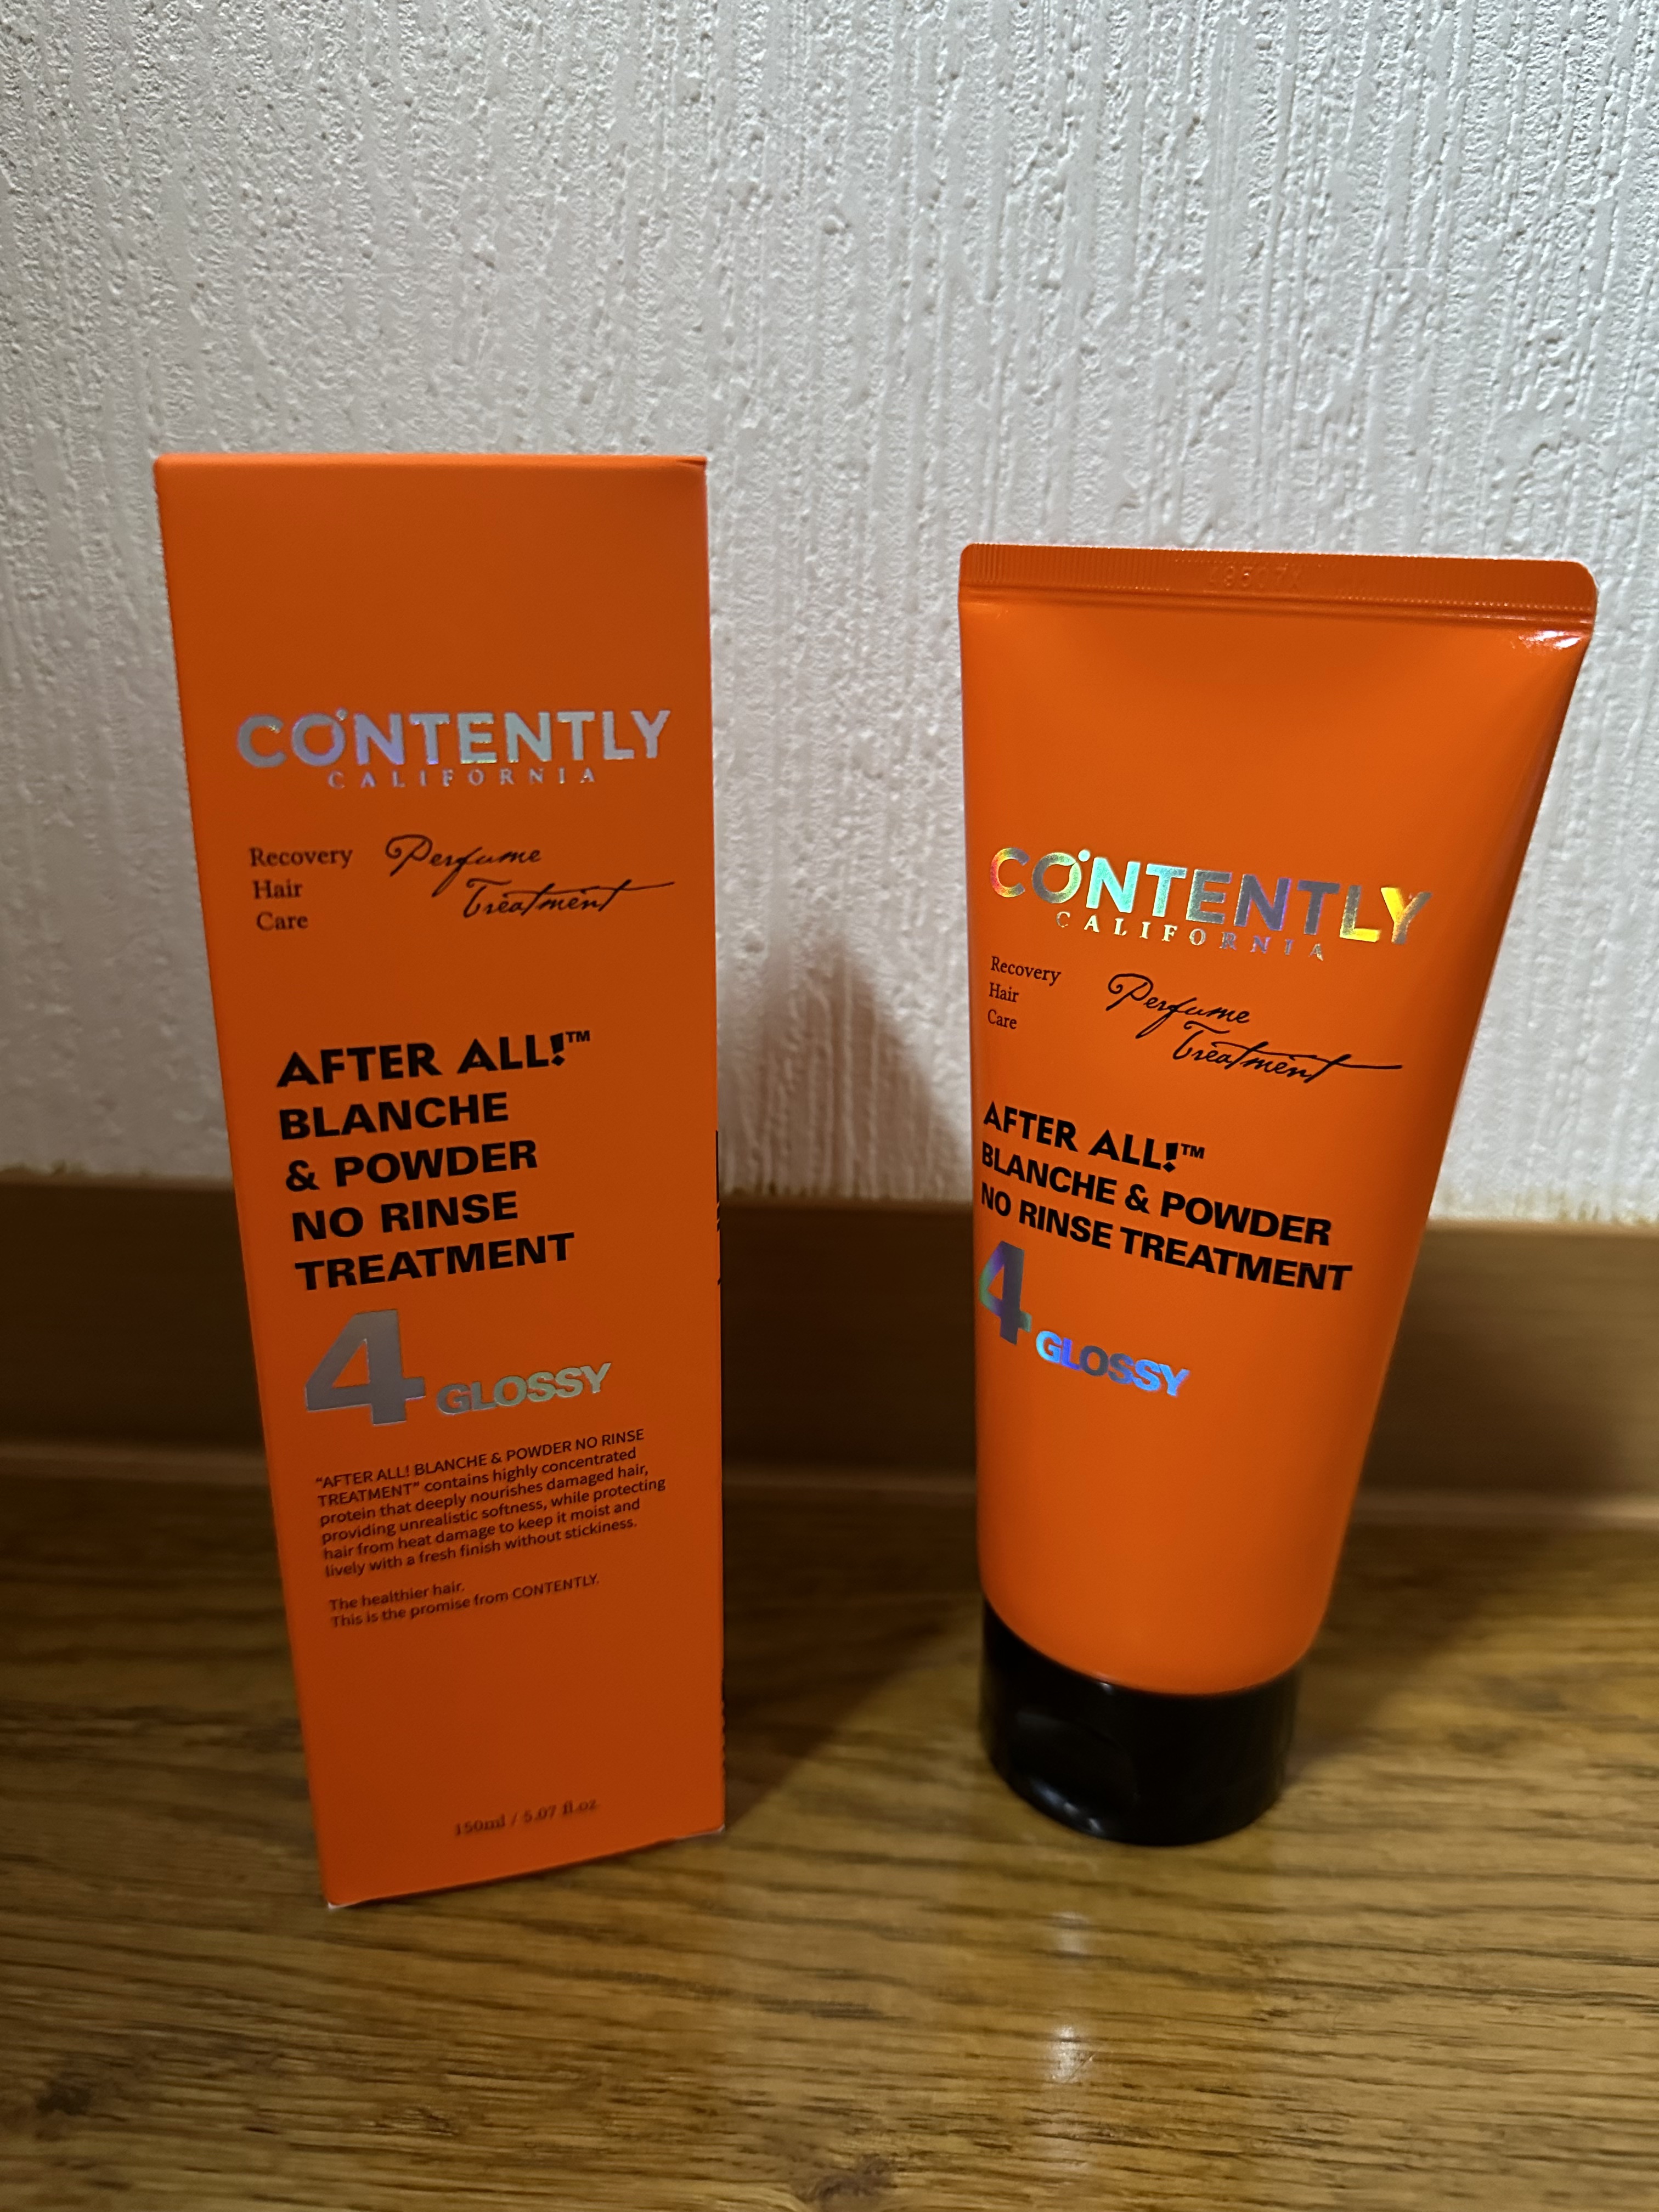 CONTENTLY
CALIFORNIA
Recovery
Hair
Care
Perfume
Treatment
AFTER ALL!™
BLANCHE
& POWDER
NO RINSE
TREATMENT
4 GLOSSY
"AFTER ALL! BLANCHE & POWDER NO RINSE
TREATMENT" contains highly concentrated
protein that deeply nourishes damaged hair,
providing unrealistic softness, while protecting
hair from heat damage to keep it moist and
lively with a fresh finish without stickiness.
The healthier hair.
This is the promise from CONTENTLY.
150ml / 5.07 fl.oz
CONTENTLY
CALIFORNIA
Recovery
Hair
Care
Perfume
Treatment
AFTER ALL!™
BLANCHE & POWDER
NO RINSE TREATMENT
4 GLOSSY